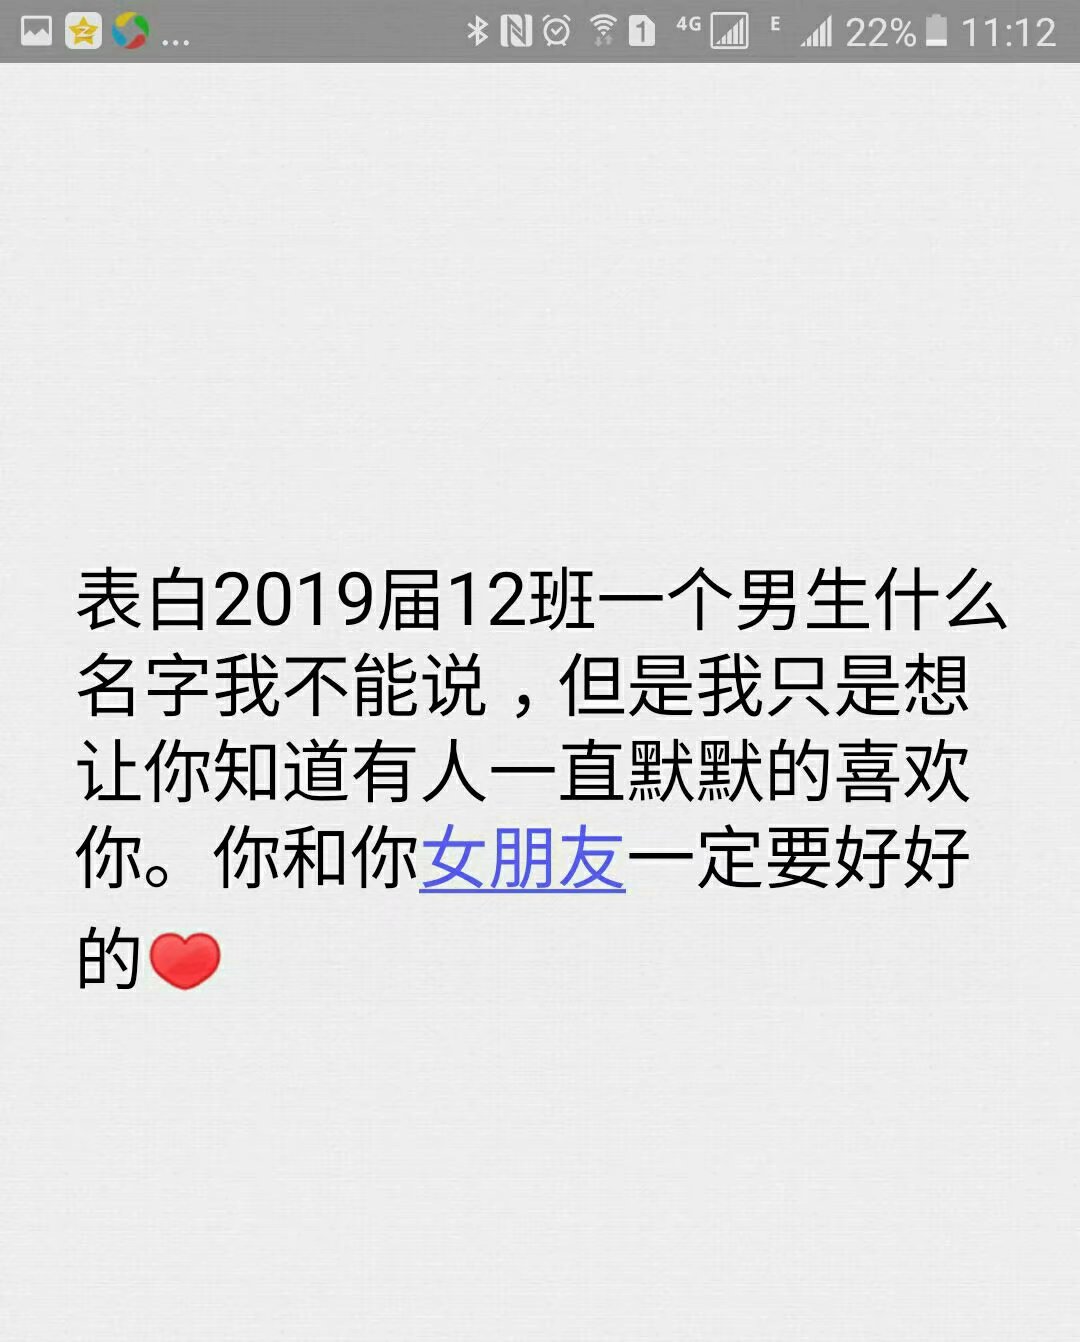 4G E 22% 11:12
表白2019届12班一个男生什么
名字我不能说，但是我只是想
让你知道有人一直默默的喜欢
你。你和你女朋友一定要好好
的❤